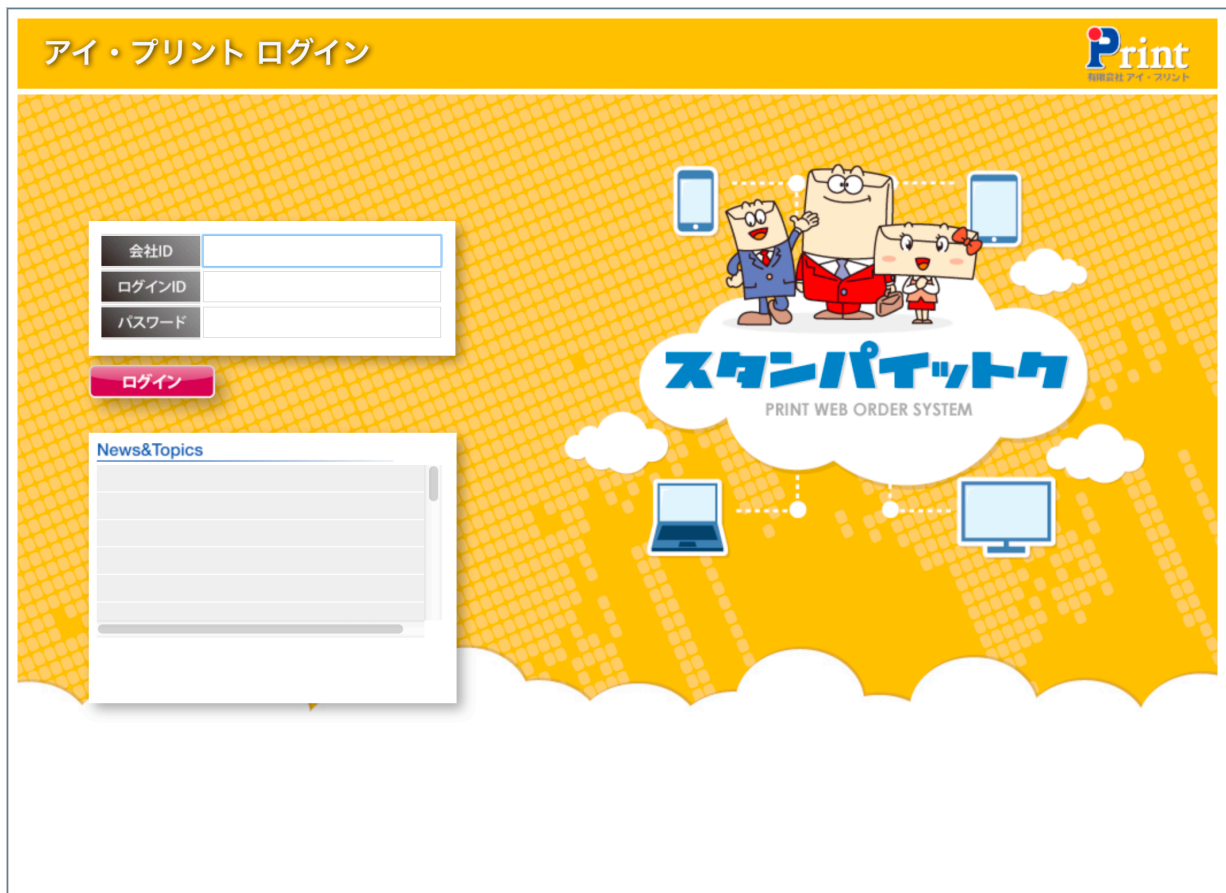 アイ・プリント ログイン
Print
有限会社 アイ・プリント
会社ID
ログインID
パスワード
ログイン
News&Topics
スタンパイットク
PRINT WEB ORDER SYSTEM